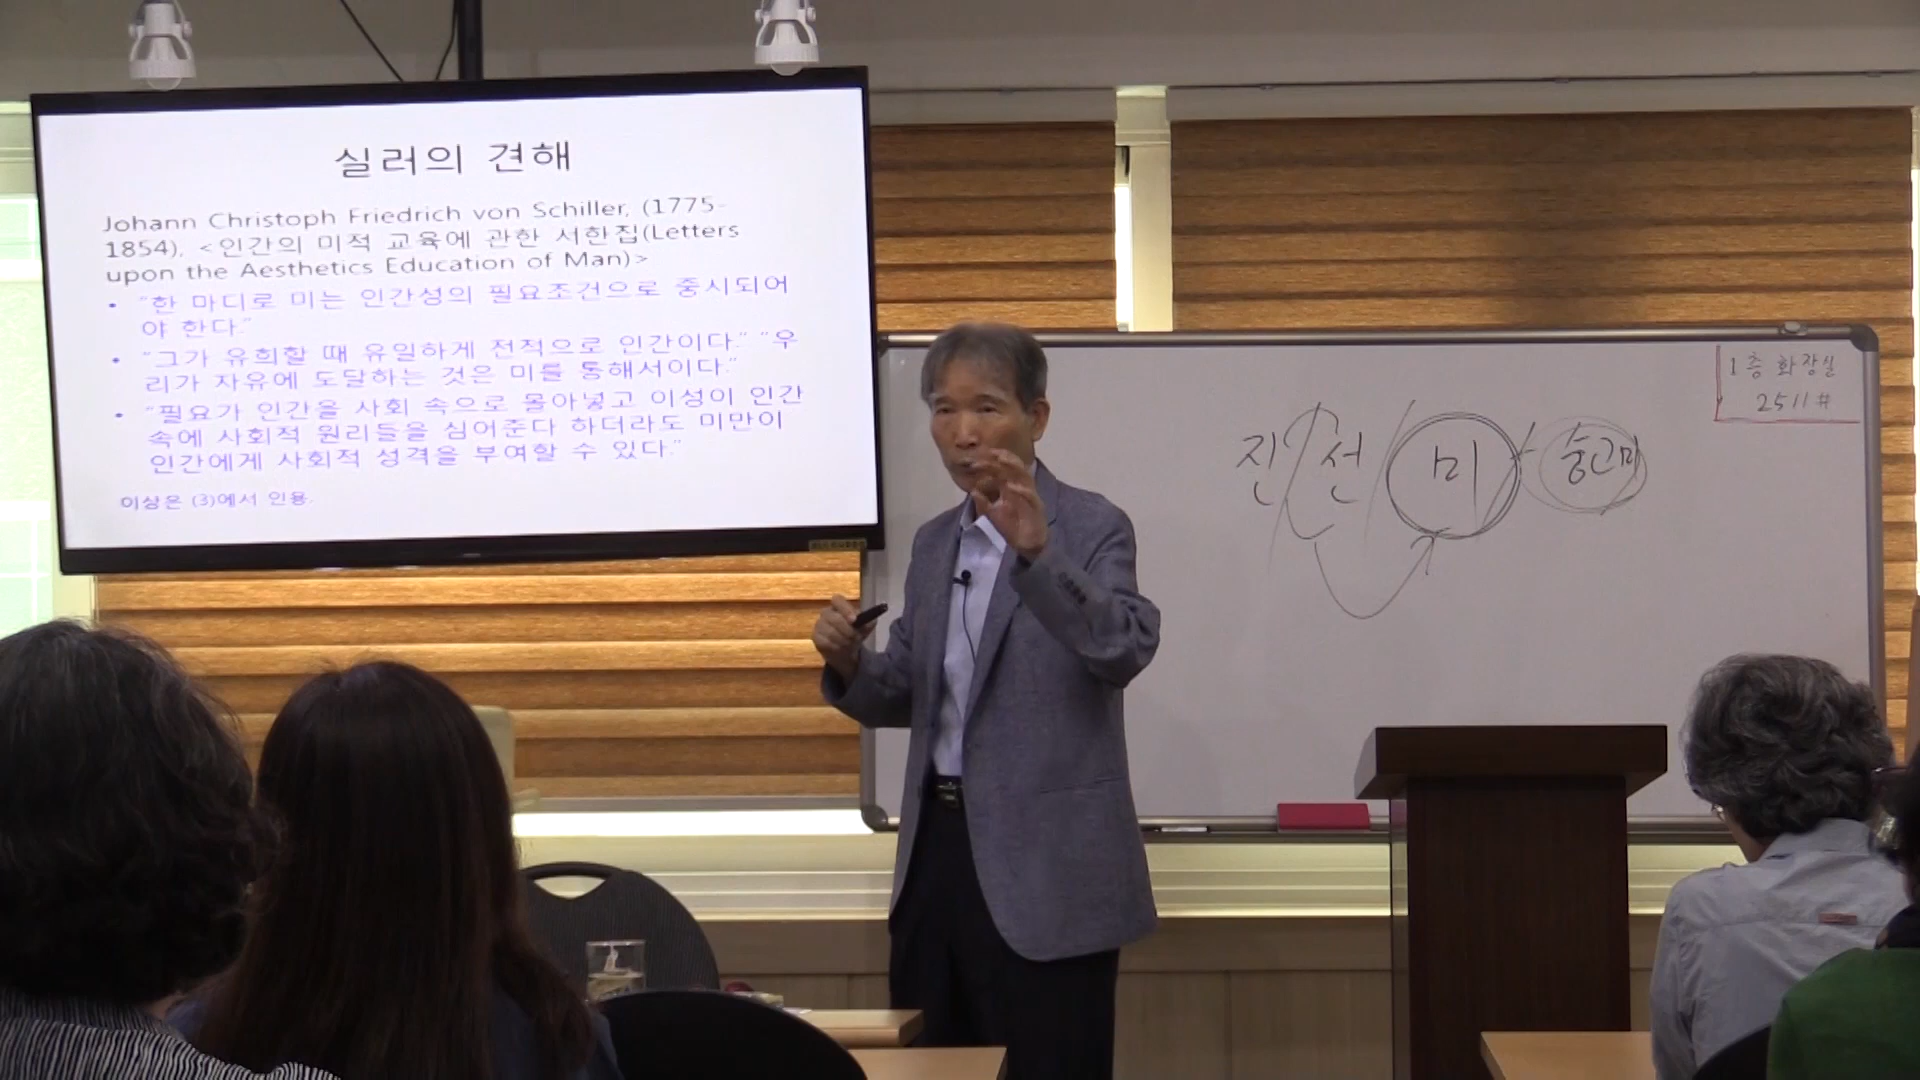 실러의 견해
Johann Christoph Friedrich von Schiller, (1775-
1854), <인간의 미적 교육에 관한 서한집(Letters
upon the Aesthetics Education of Man)>
• "한 마디로 미는 인간성의 필요조건으로 중시되어
야 한다."
• "그가 유희할 때 유일하게 전적으로 인간이다." "우
리가 자유에 도달하는 것은 미를 통해서이다."
• "필요가 인간을 사회 속으로 몰아넣고 이성이 인간
속에 사회적 원리들을 심어준다 하더라도 미만이
인간에게 사회적 성격을 부여할 수 있다."
이상은 (3)에서 인용.
진 선 미 숭고미
1층 화장실
2511#